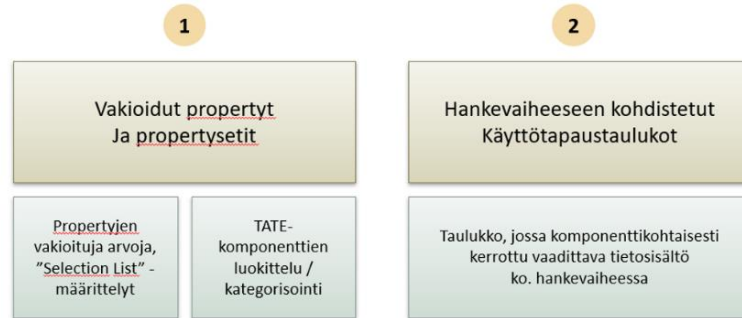 1
Vakioidut propertyt
Ja propertysetit
Propertyjen
vakioituja arvoja,
”Selection List” -
määrittelyt
TATE-
komponenttien
luokittelu /
kategorisointi
2
Hankevaiheeseen kohdistetut
Käyttötapaustaulukot
Taulukko, jossa komponenttikohtaisesti
kerrottu vaadittava tietosisältö
ko. hankevaiheessa